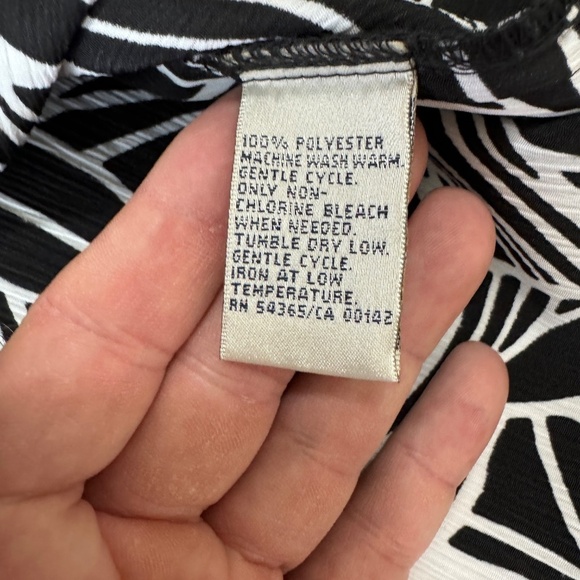 100% POLYESTER
MACHINE WASH WARM.
GENTLE CYCLE.
ONLY NON-
CHLORINE BLEACH
WHEN NEEDED.
TUMBLE DRY LOW.
GENTLE CYCLE.
IRON AT LOW
TEMPERATURE.
RN 54365/CA 00142